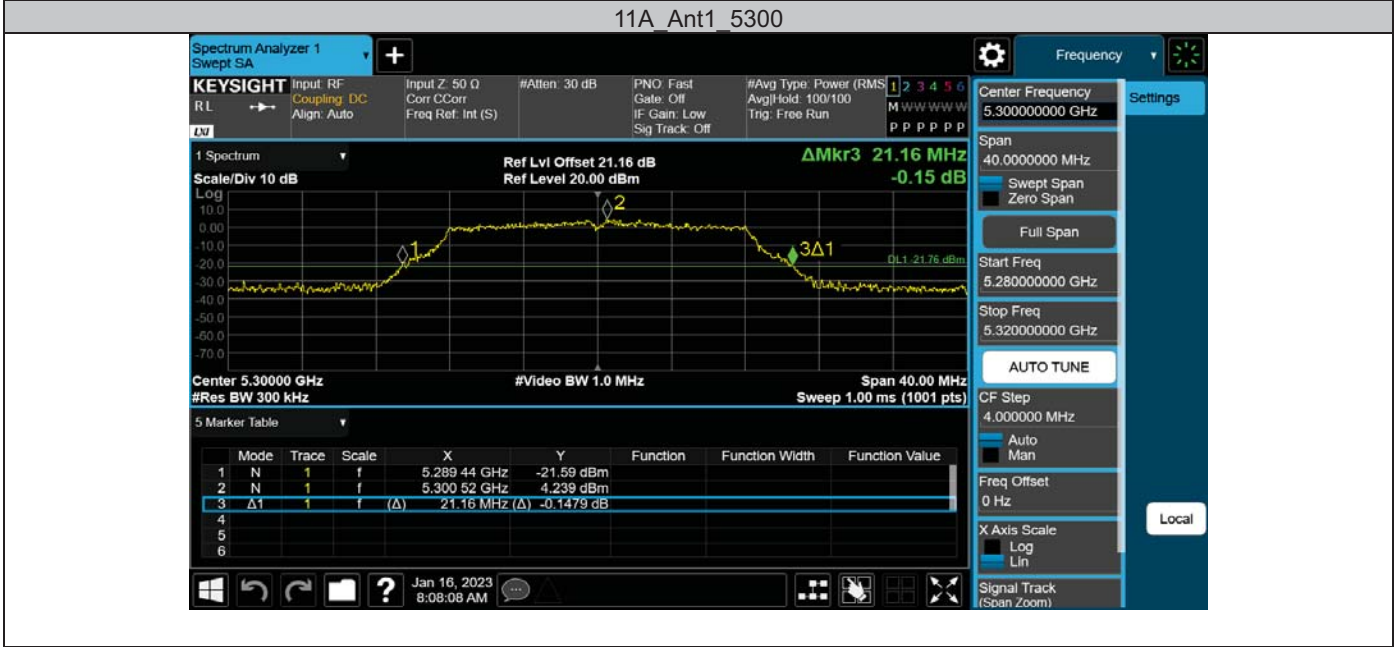 11A_Ant1_5300
Spectrum Analyzer 1
Swept SA
Frequency
KEYSIGHT
RL
LXI
Input: RF
Coupling: DC
Align: Auto
Input Z: 50 Ω
Corr CCorr
Freq Ref: Int (S)
#Atten: 30 dB
PNO: Fast
Gate: Off
IF Gain: Low
Sig Track: Off
#Avg Type: Power (RMS
Avg|Hold: 100/100
Trig: Free Run
1 2 3 4 5 6
M W W W W W
P P P P P P
Center Frequency
5.300000000 GHz
Settings
Span
40.0000000 MHz
Swept Span
Zero Span
Full Span
Start Freq
5.280000000 GHz
Stop Freq
5.320000000 GHz
AUTO TUNE
CF Step
4.000000 MHz
Auto
Man
Freq Offset
0 Hz
X Axis Scale
Log
Lin
Signal Track
(Span Zoom)
Local
1 Spectrum
Scale/Div 10 dB
Ref Lvl Offset 21.16 dB
Ref Level 20.00 dBm
ΔMkr3 21.16 MHz
-0.15 dB
Log
10.0
0.00
-10.0
-20.0
-30.0
-40.0
-50.0
-60.0
-70.0
1
2
3Δ1
DL1 -21.76 dBm
Center 5.30000 GHz
#Video BW 1.0 MHz
Span 40.00 MHz
#Res BW 300 kHz
Sweep 1.00 ms (1001 pts)
5 Marker Table
Mode Trace Scale X Y Function Function Width Function Value
1 N 1 f 5.289 44 GHz -21.59 dBm
2 N 1 f 5.300 52 GHz 4.239 dBm
3 Δ1 1 f (Δ) 21.16 MHz (Δ) -0.1479 dB
4
5
6
?
Jan 16, 2023
8:08:08 AM